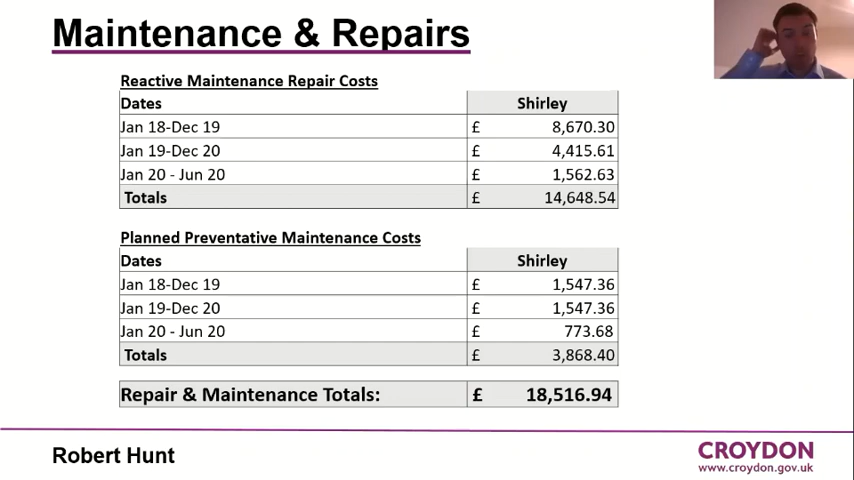 Maintenance & Repairs
Reactive Maintenance Repair Costs
Dates Shirley
Jan 18-Dec 19 £ 8,670.30
Jan 19-Dec 20 £ 4,415.61
Jan 20 - Jun 20 £ 1,562.63
Totals £ 14,648.54
Planned Preventative Maintenance Costs
Dates Shirley
Jan 18-Dec 19 £ 1,547.36
Jan 19-Dec 20 £ 1,547.36
Jan 20 - Jun 20 £ 773.68
Totals £ 3,868.40
Repair & Maintenance Totals: £ 18,516.94
Robert Hunt
CROYDON
www.croydon.gov.uk